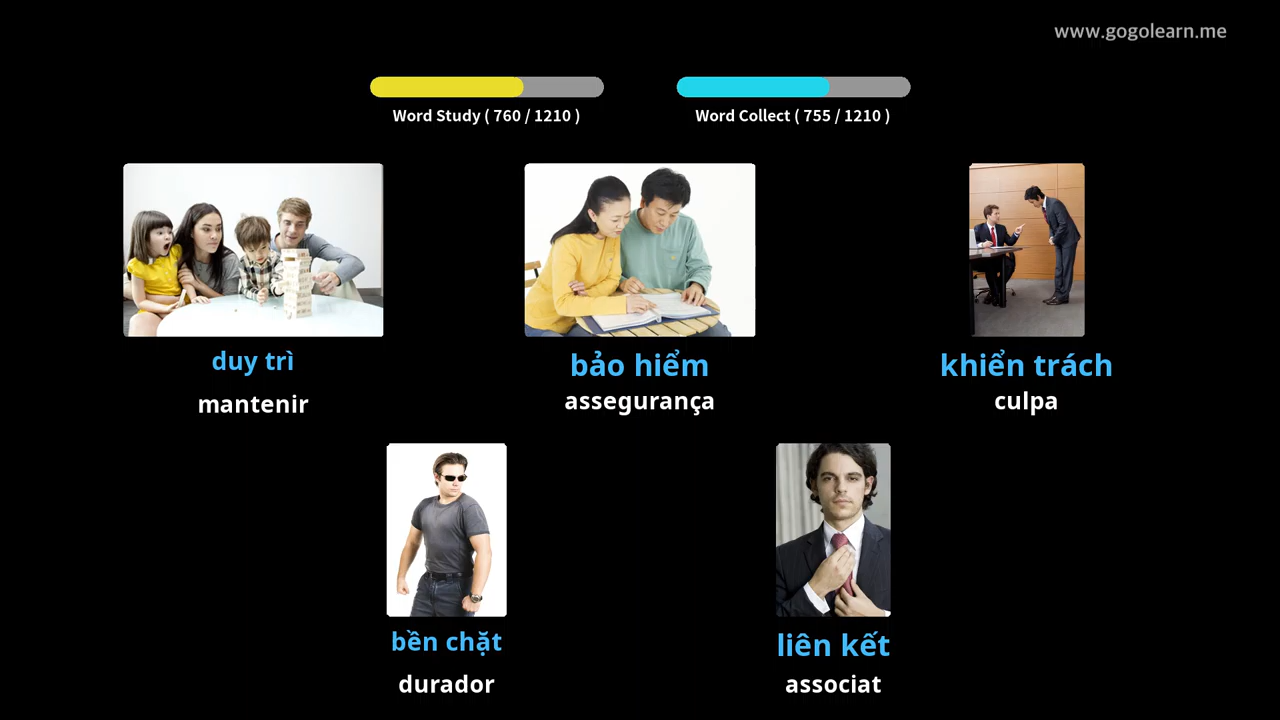 www.gogolearn.me
Word Study ( 760 / 1210 )
Word Collect ( 755 / 1210 )
duy trì
mantenir
bảo hiểm
assegurança
khiển trách
culpa
bền chặt
durador
liên kết
associat